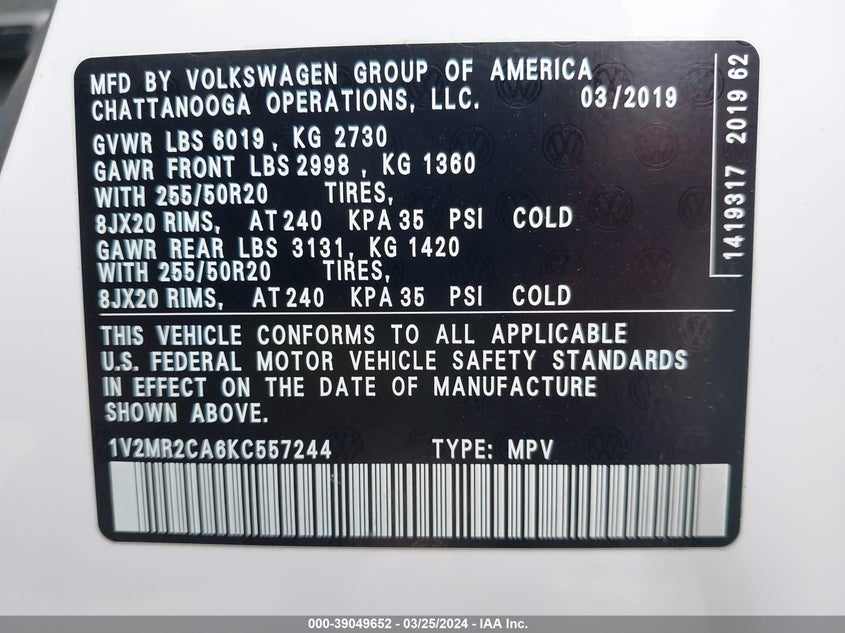 MFD BY VOLKSWAGEN GROUP OF AMERICA
CHATTANOOGA OPERATIONS, LLC. 03/2019
GVWR LBS 6019, KG 2730
GAWR FRONT LBS 2998, KG 1360
WITH 255/50R20 TIRES,
8JX20 RIMS, AT 240 KPA 35 PSI COLD
GAWR REAR LBS 3131, KG 1420
WITH 255/50R20 TIRES,
8JX20 RIMS, AT 240 KPA 35 PSI COLD
THIS VEHICLE CONFORMS TO ALL APPLICABLE
U.S. FEDERAL MOTOR VEHICLE SAFETY STANDARDS
IN EFFECT ON THE DATE OF MANUFACTURE
SHOWN ABOVE.
1V2MR2CA6KC557244 TYPE: MPV
1419317 2019 62
000-39049652 - 03/25/2024 - IAA Inc.